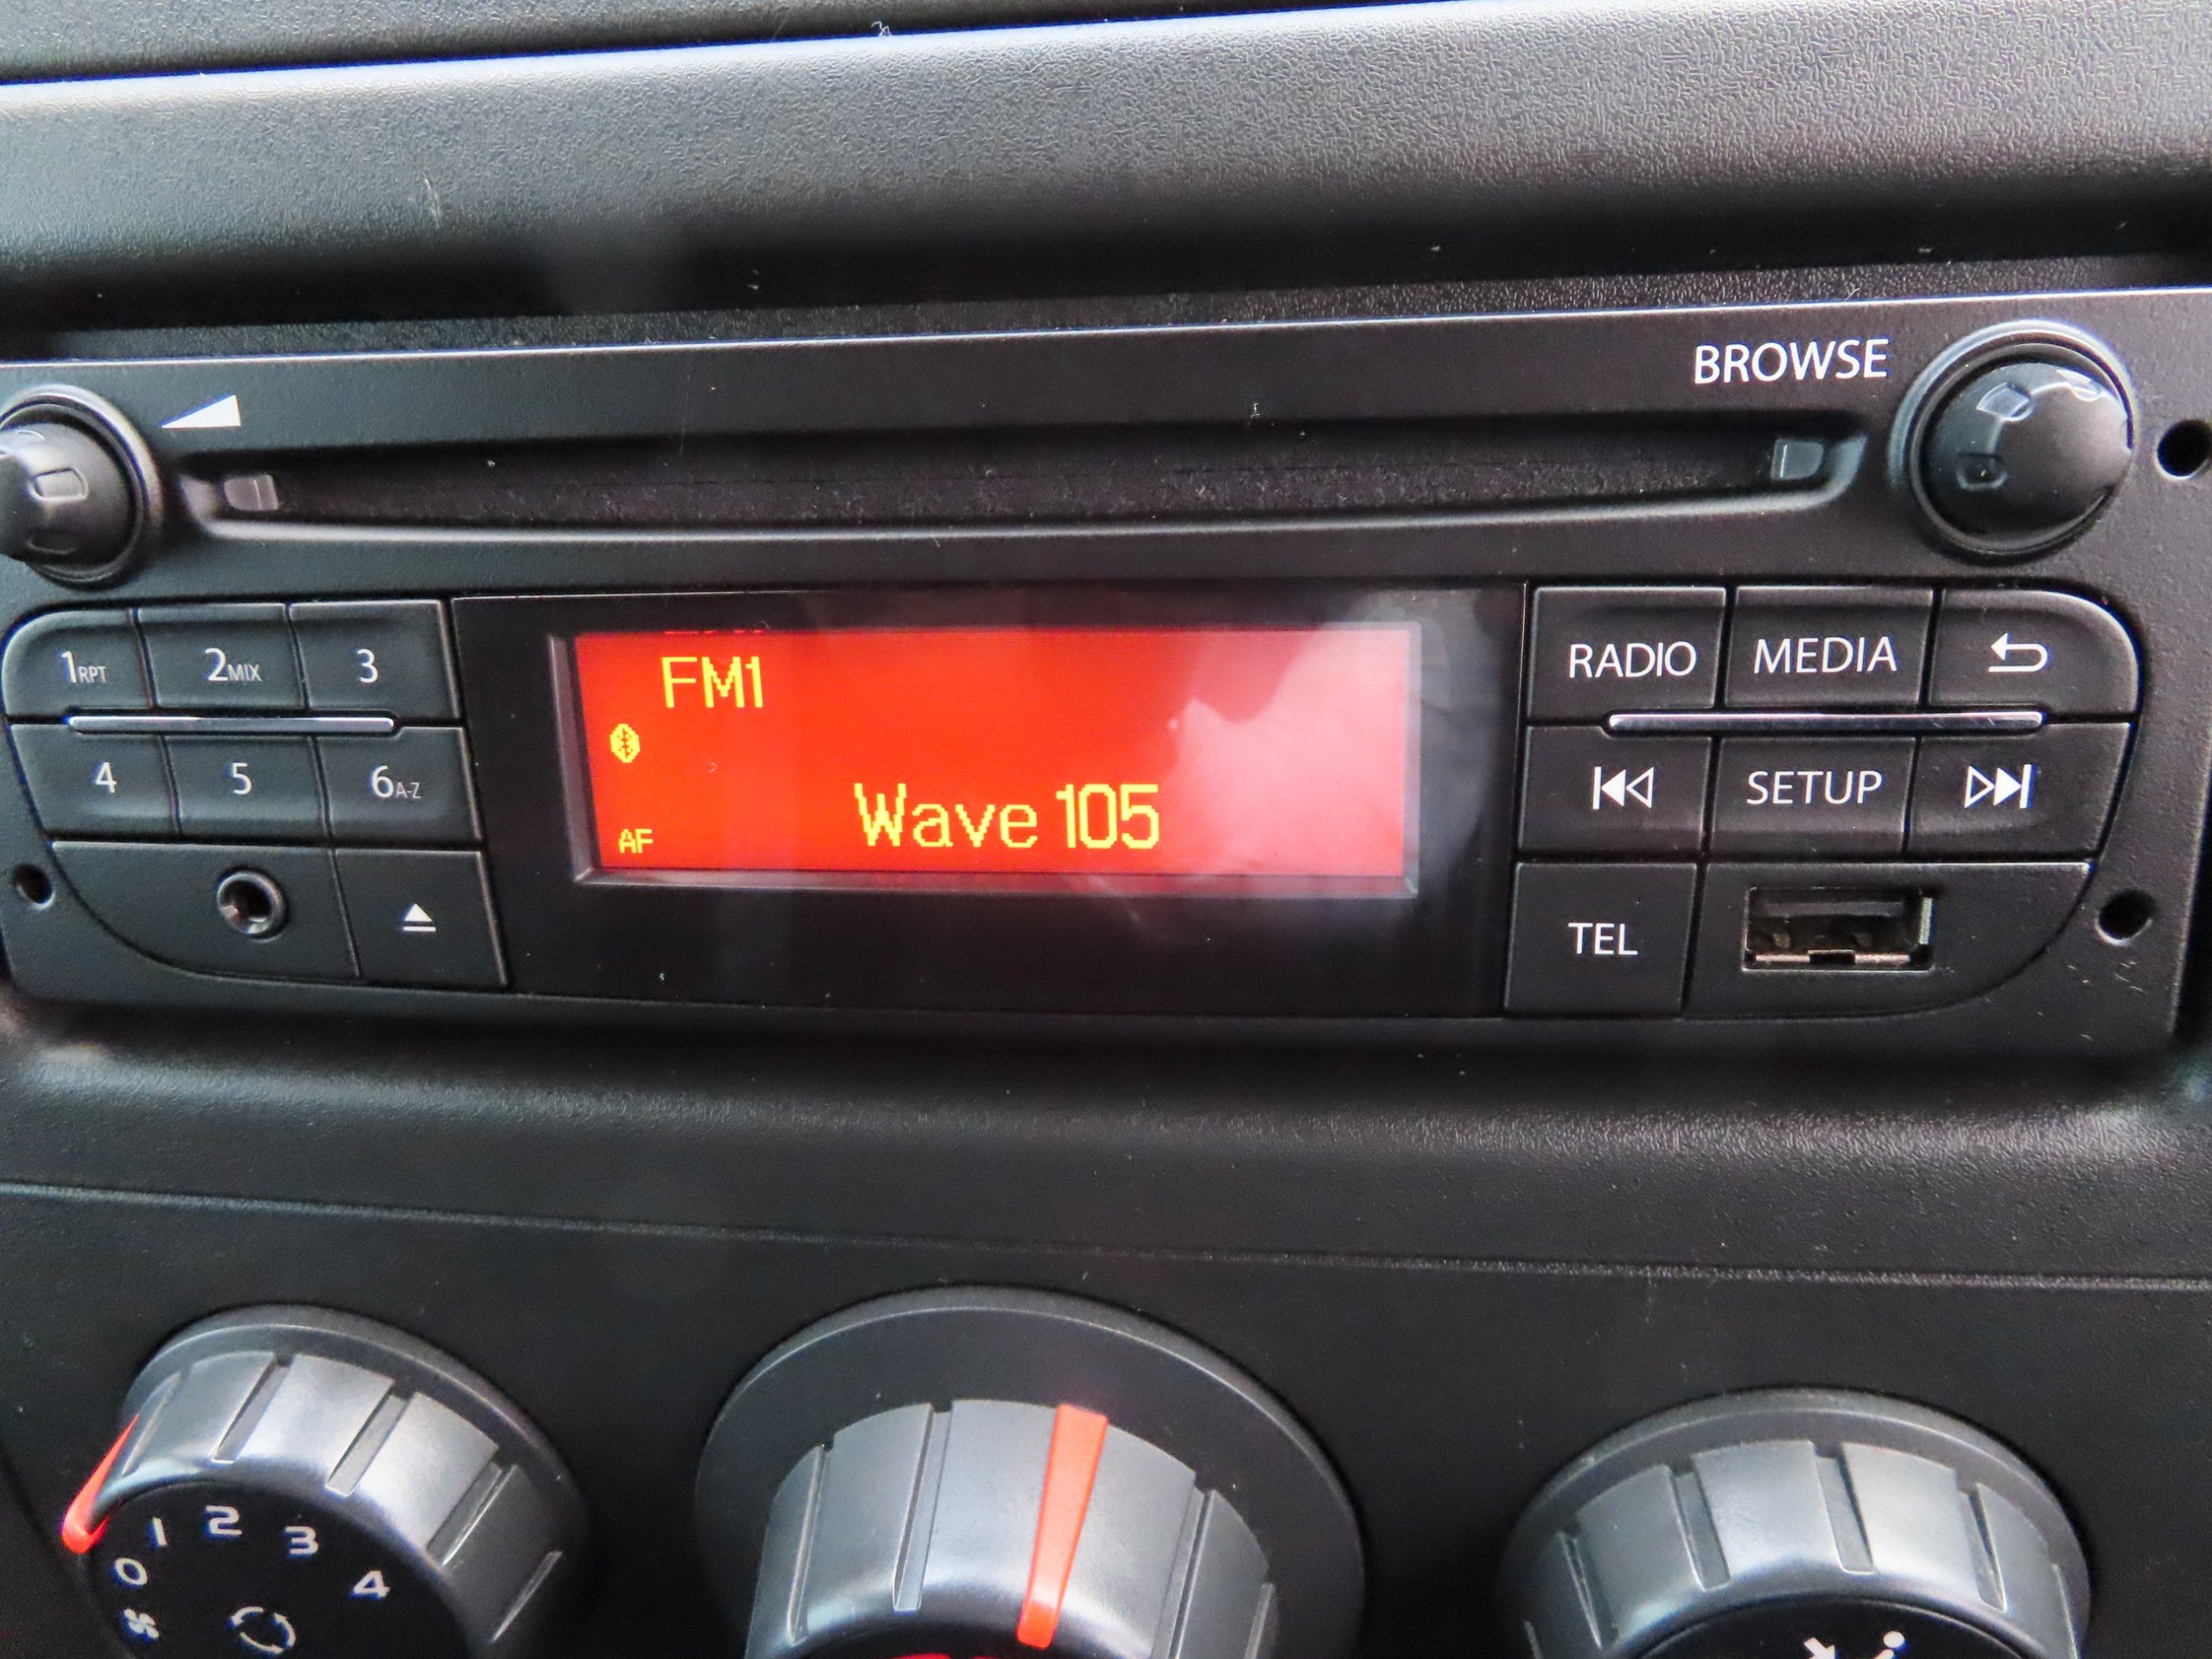 BROWSE
1RPT 2MIX 3
FM1
RADIO MEDIA
4 5 6A-Z
Wave 105
AF
SETUP
TEL
0 1 2 3 4